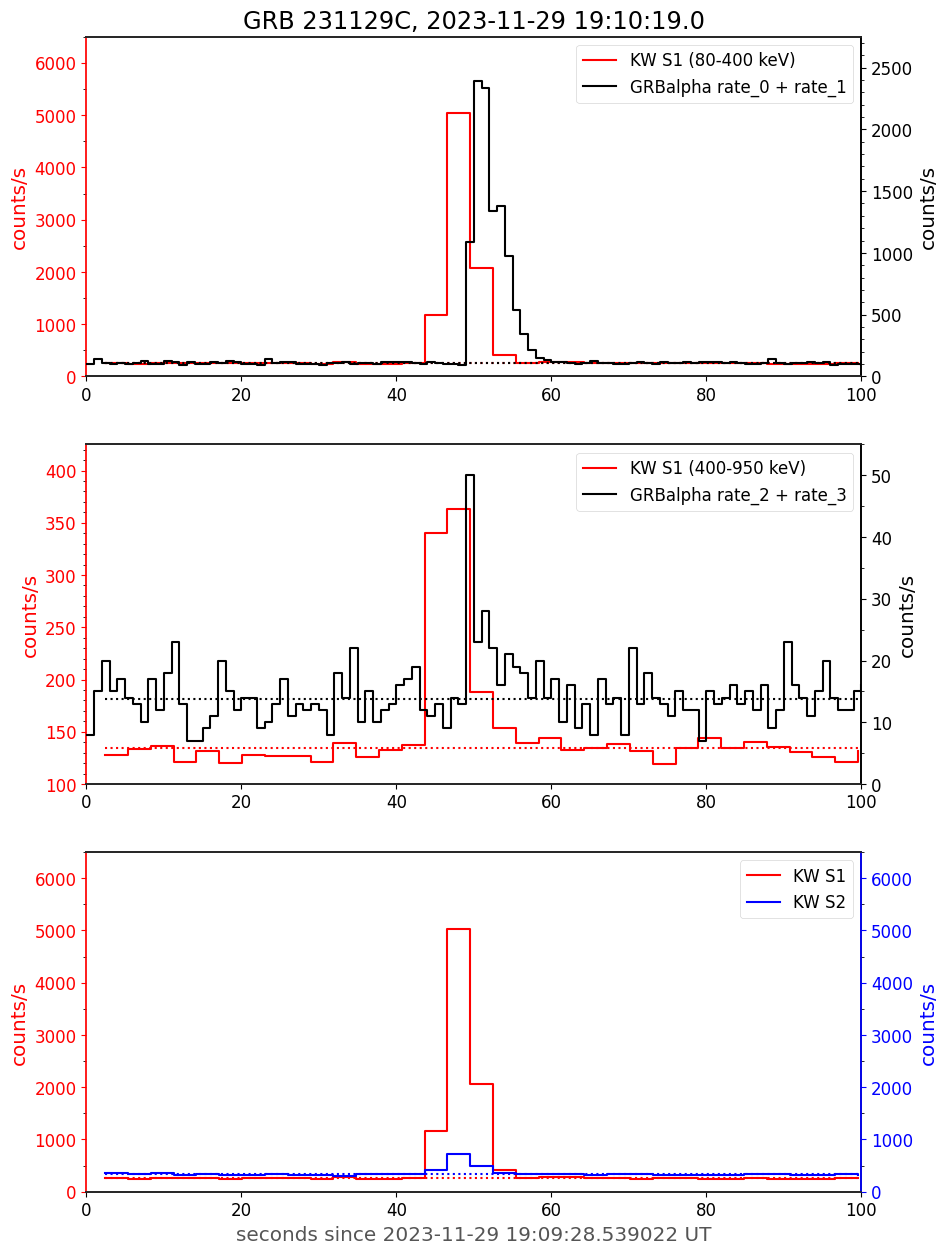 GRB 231129C, 2023-11-29 19:10:19.0
KW S1 (80-400 keV)
GRBalpha rate_0 + rate_1
counts/s
6000
5000
4000
3000
2000
1000
0
2500
2000
1500
1000
500
0
counts/s
0 20 40 60 80 100
KW S1 (400-950 keV)
GRBalpha rate_2 + rate_3
counts/s
400
350
300
250
200
150
100
50
40
30
20
10
0
counts/s
0 20 40 60 80 100
KW S1
KW S2
counts/s
6000
5000
4000
3000
2000
1000
0
6000
5000
4000
3000
2000
1000
0
counts/s
0 20 40 60 80 100
seconds since 2023-11-29 19:09:28.539022 UT